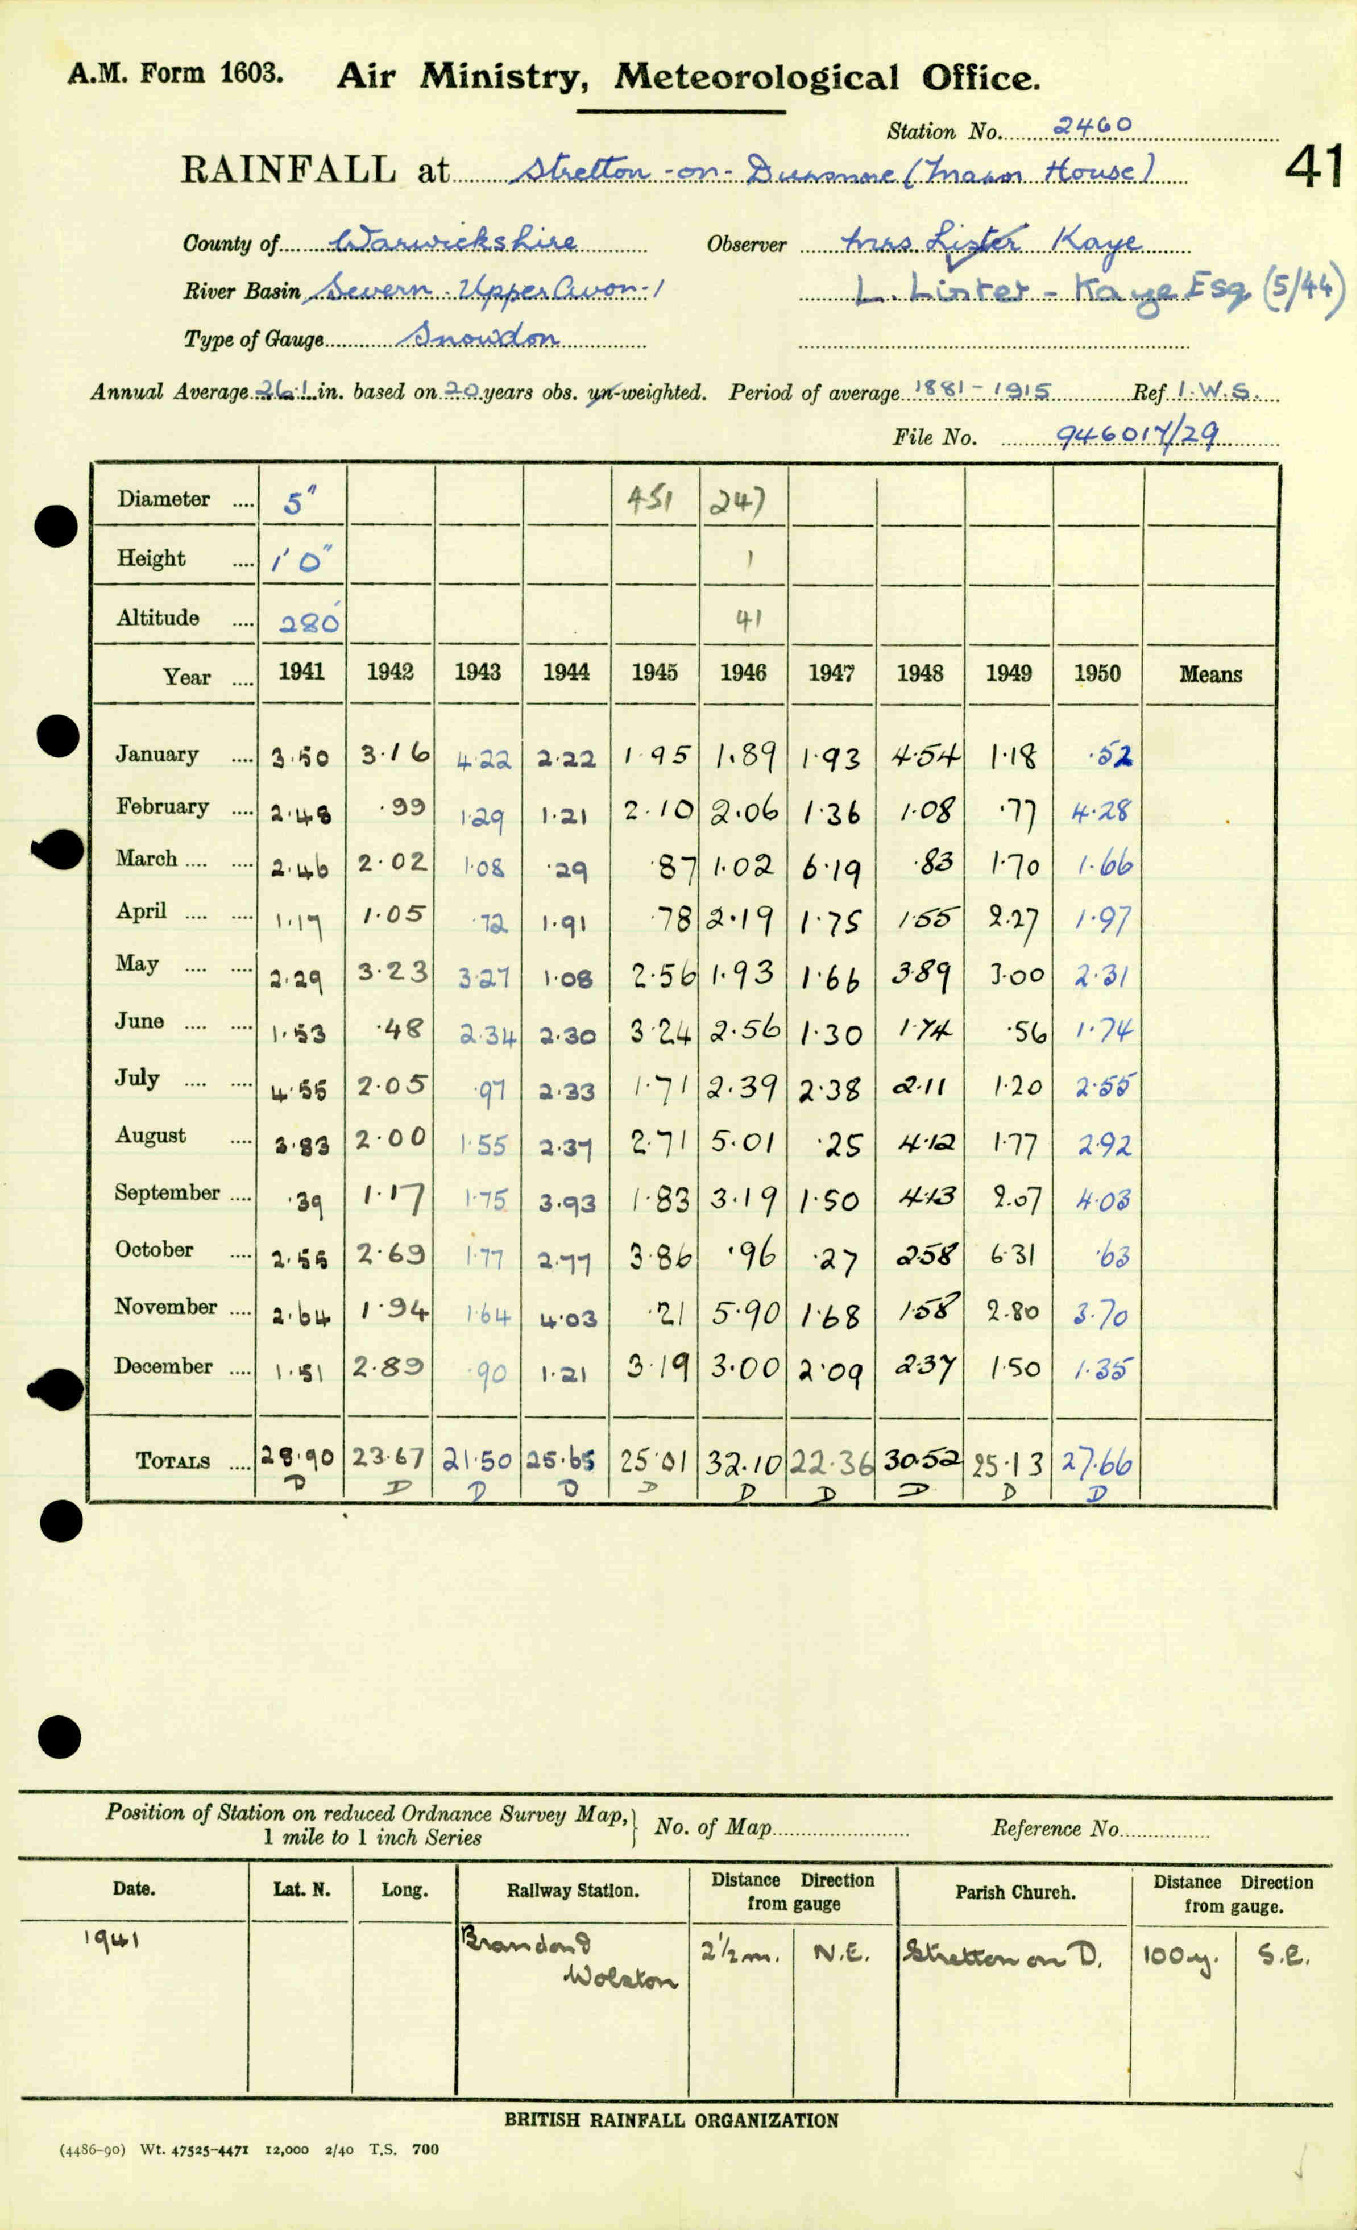 A.M. Form 1603. Air Ministry, Meteorological Office.
Station No. 2460
RAINFALL at Stretton-on-Dunsmore (Manor House)
41
County of Warwickshire Observer Mrs Lister Kaye
River Basin Severn - Upper Avon - 1 L. Lister-Kaye Esq (5/44)
Type of Gauge Snowdon
Annual Average 26.1 in. based on 20 years obs. un-weighted. Period of average 1881-1915 Ref I.W.S.
File No. 946017/29
Diameter .... 5" 451 247
Height .... 1'0" 1
Altitude .... 280' 41
Year .... 1941 1942 1943 1944 1945 1946 1947 1948 1949 1950 Means
January .... 3.50 3.16 4.22 2.22 1.95 1.89 1.93 4.54 1.18 .52
February .... 2.48 .99 1.29 1.21 2.10 2.06 1.36 1.08 .77 4.28
March .... .... 2.46 2.02 1.08 .29 .87 1.02 6.19 .83 1.70 1.66
April .... .... 1.17 1.05 .72 1.91 .78 2.19 1.75 1.55 2.27 1.97
May .... .... 2.29 3.23 3.27 1.08 2.56 1.93 1.66 3.89 3.00 2.31
June .... .... 1.53 .48 2.34 2.30 3.24 2.56 1.30 1.74 .56 1.74
July .... .... 4.55 2.05 .97 2.33 1.71 2.39 2.38 2.11 1.20 2.55
August .... 3.83 2.00 1.55 2.37 2.71 5.01 .25 4.12 1.77 2.92
September .... .39 1.17 1.75 3.93 1.83 3.19 1.50 4.13 2.07 4.03
October .... 2.55 2.69 1.77 2.77 3.86 .96 .27 2.58 6.31 .63
November .... 2.64 1.94 1.64 4.03 .21 5.90 1.68 1.58 2.80 3.70
December .... 1.51 2.89 .90 1.21 3.19 3.00 2.09 2.37 1.50 1.35
TOTALS .... 28.90 23.67 21.50 25.65 25.01 32.10 22.36 30.52 25.13 27.66
D D D D D D D D D D
Position of Station on reduced Ordnance Survey Map, } No. of Map Reference No.
1 mile to 1 inch Series
Date. Lat. N. Long. Railway Station. Distance Direction from gauge Parish Church. Distance Direction from gauge.
1941 Brandon & Wolston 2½m. N.E. Stretton on D. 100y. S.E.
BRITISH RAINFALL ORGANIZATION
(4486-90) Wt. 47525-4471 12,000 2/40 T.S. 700